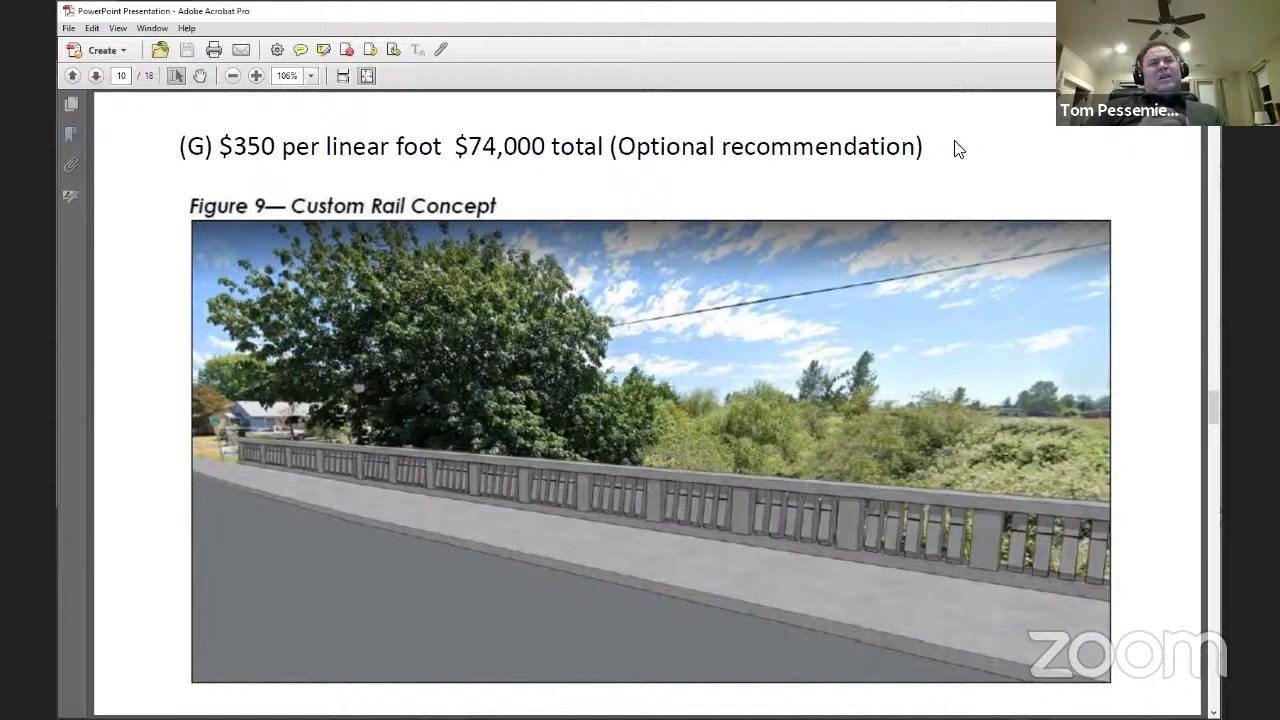 PowerPoint Presentation - Adobe Acrobat Pro
File Edit View Window Help
Create
10 / 18
106%
Tom Pessemie...
(G) $350 per linear foot $74,000 total (Optional recommendation)
Figure 9— Custom Rail Concept
zoom